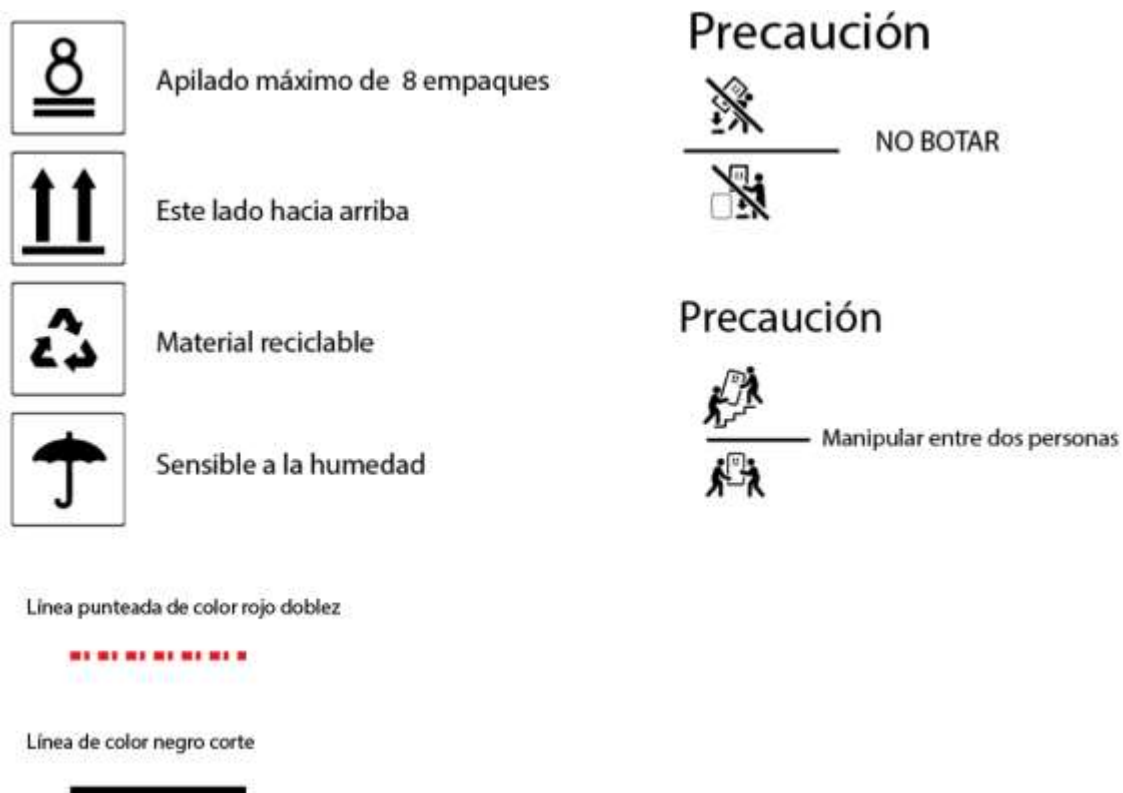 8
Apilado máximo de 8 empaques
Este lado hacia arriba
Material reciclable
Sensible a la humedad
Línea punteada de color rojo doblez
Línea de color negro corte
Precaución
NO BOTAR
Precaución
Manipular entre dos personas